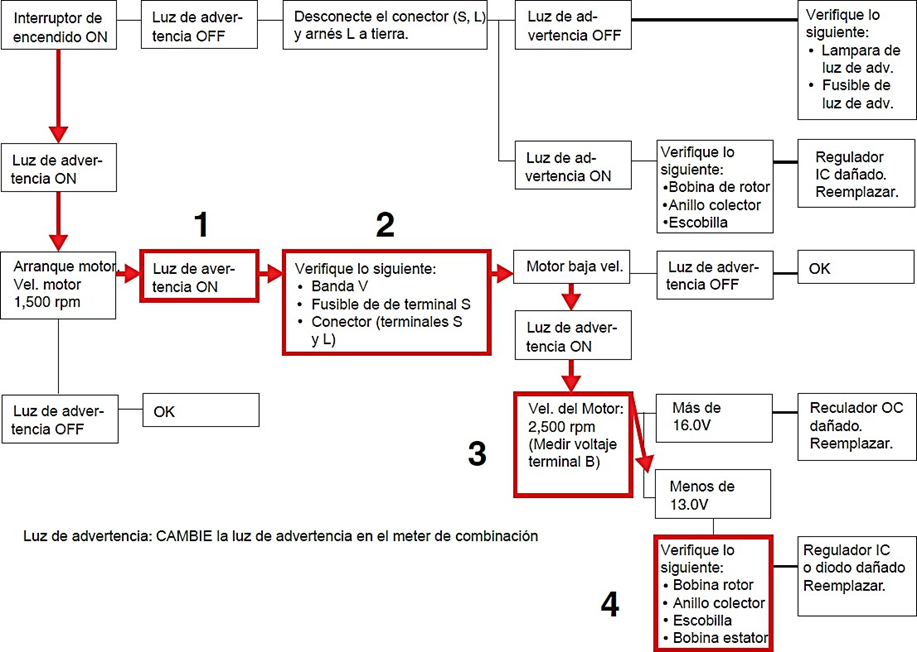 Interruptor de
encendido ON
Luz de adver-
tencia OFF
Desconecte el conector (S, L)
y arnés L a tierra.
Luz de ad-
vertencia OFF
Verifique lo
siguiente:
• Lampara de
luz de adv.
• Fusible de
luz de adv.
Luz de adver-
tencia ON
Luz de ad-
vertencia ON
Verifique lo
siguiente:
•Bobina de rotor
•Anillo colector
•Escobilla
Regulador
IC dañado.
Reemplazar.
1
2
Arranque motor,
Vel. motor
1,500 rpm
Luz de aver-
tencia ON
Verifique lo siguiente:
• Banda V
• Fusible de de terminal S
• Conector (terminales S
y L)
Motor baja vel.
Luz de adver-
tencia OFF
OK
Luz de adver-
tencia ON
Luz de adver-
tencia OFF
OK
3
Vel. del Motor:
2,500 rpm
(Medir voltaje
terminal B)
Más de
16.0V
Reculador OC
dañado.
Reemplazar.
Menos de
13.0V
Luz de advertencia: CAMBIE la luz de advertencia en el meter de combinación
4
Verifique lo
siguiente:
• Bobina rotor
• Anillo colector
• Escobilla
• Bobina estator
Regulador IC
o diodo dañado
Reemplazar.